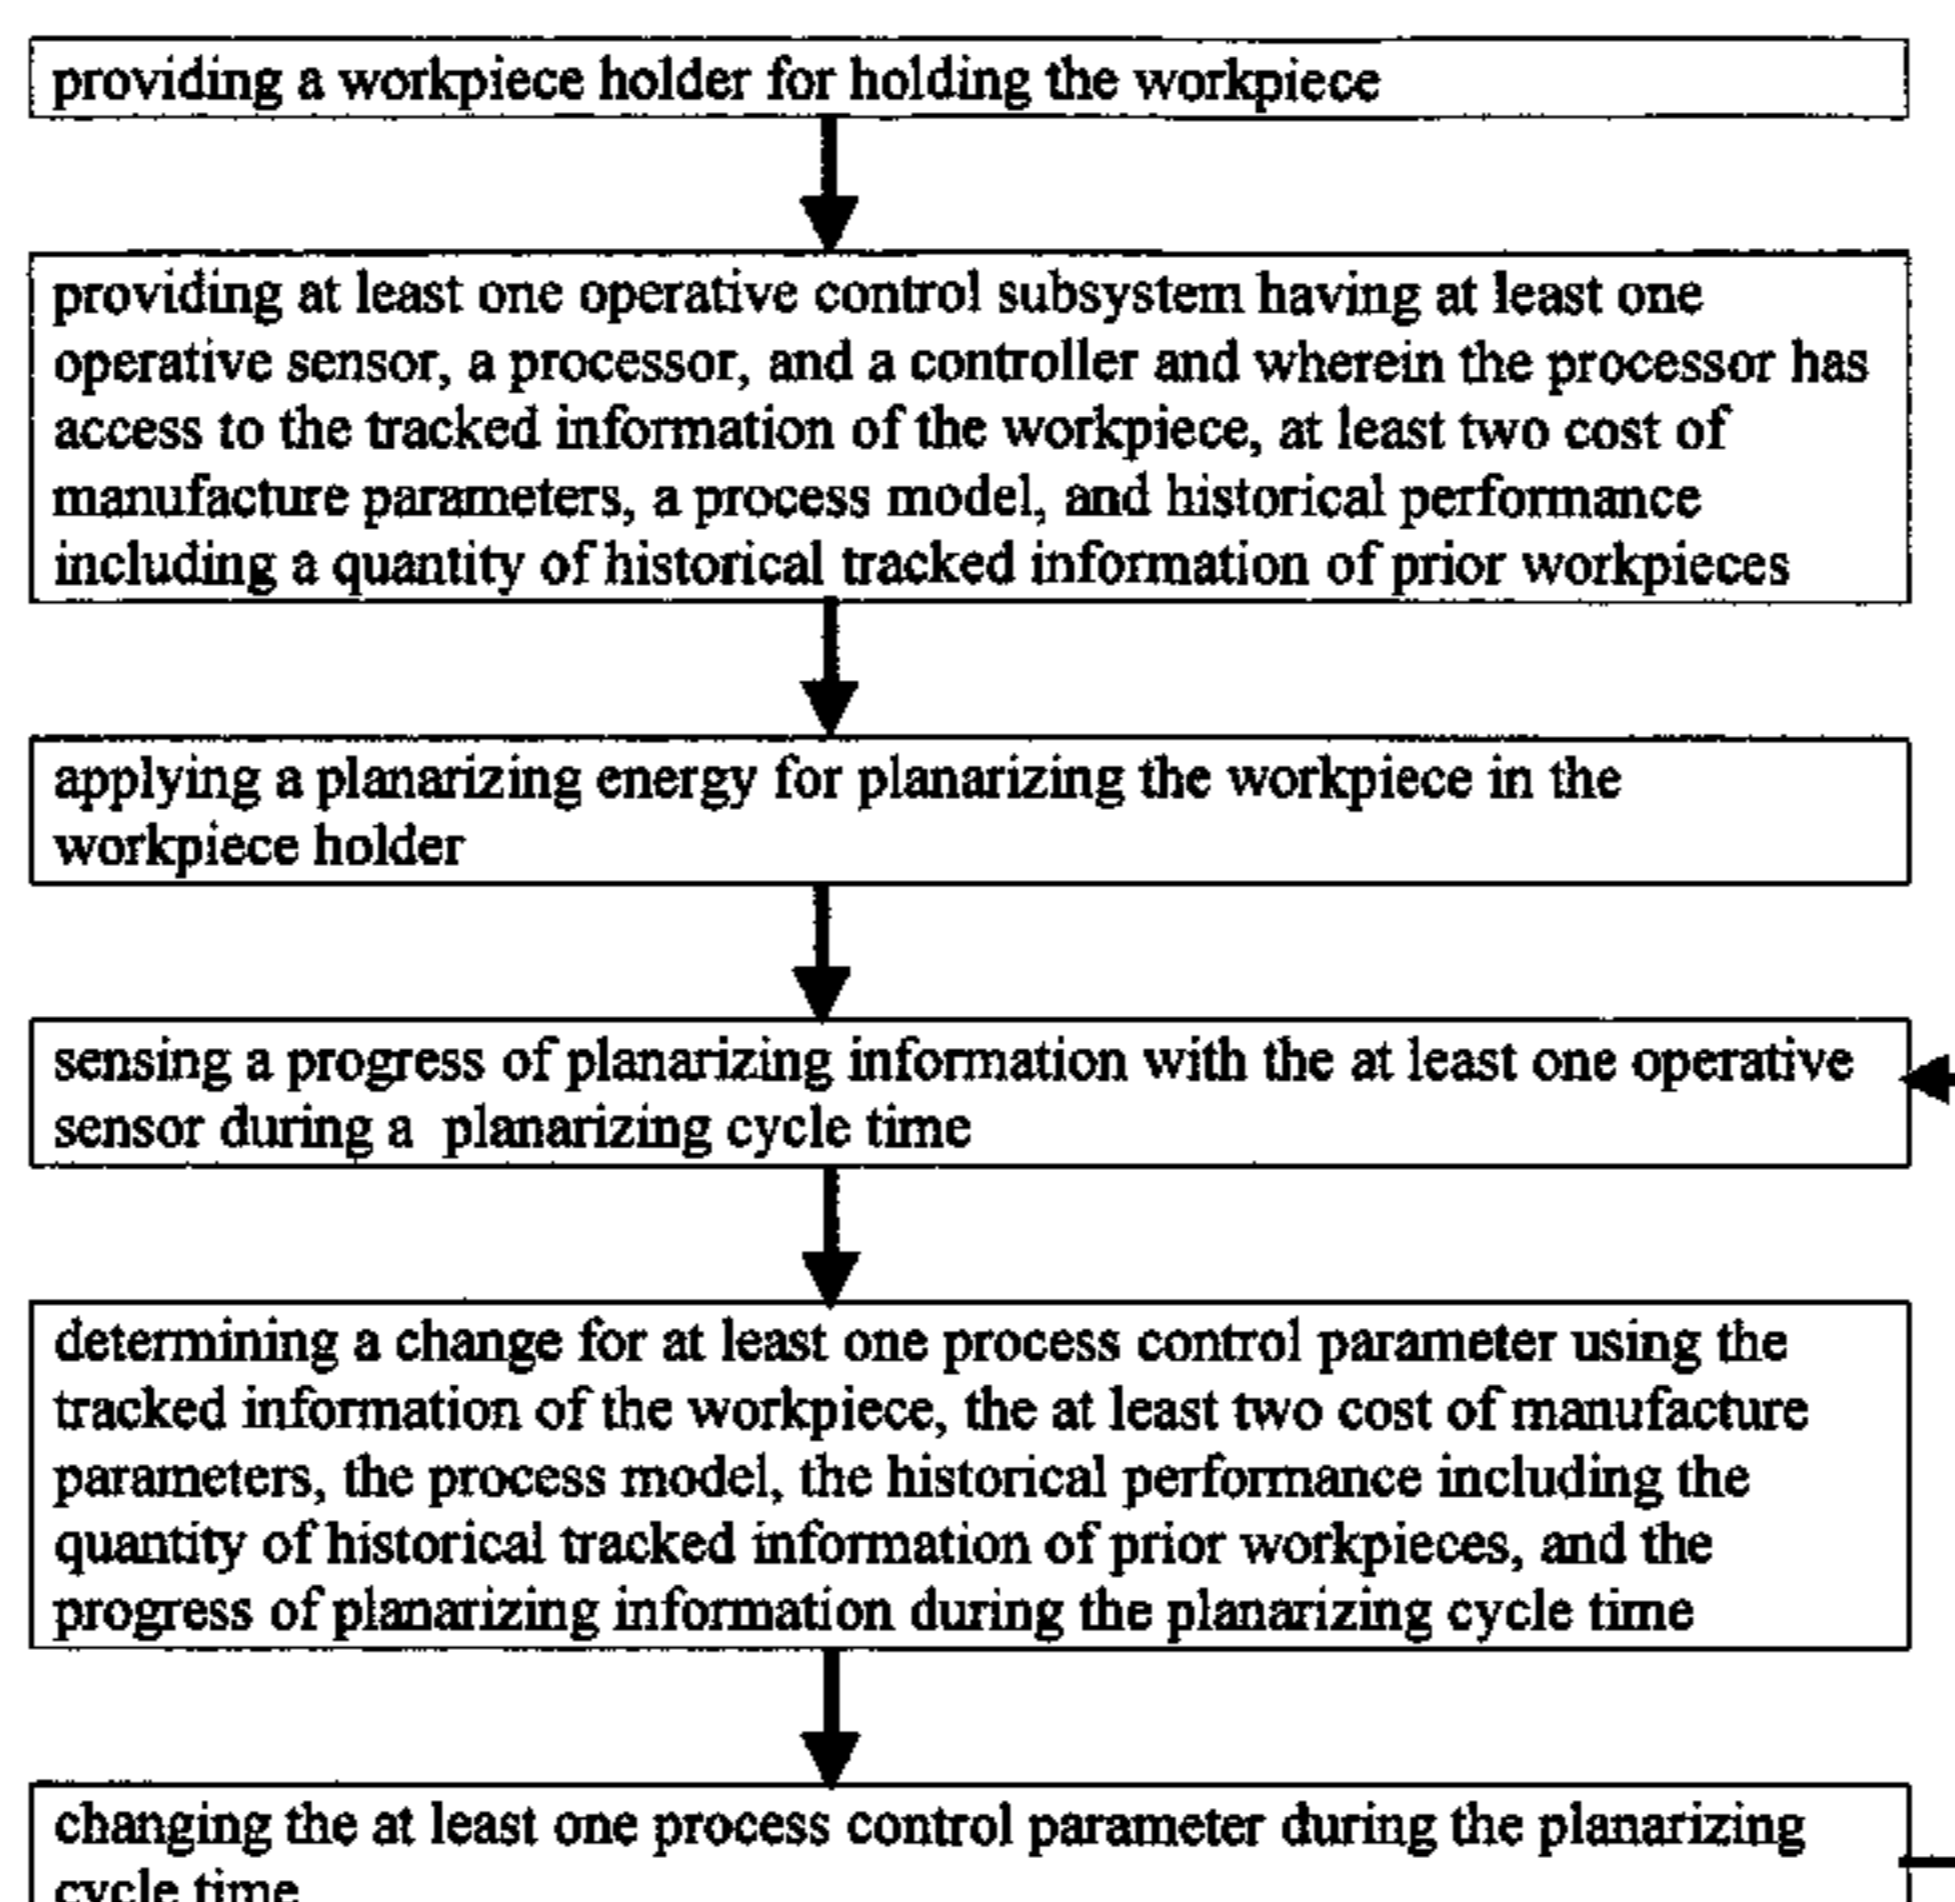 providing a workpiece holder for holding the workpiece
providing at least one operative control subsystem having at least one
operative sensor, a processor, and a controller and wherein the processor has
access to the tracked information of the workpiece, at least two cost of
manufacture parameters, a process model, and historical performance
including a quantity of historical tracked information of prior workpieces
applying a planarizing energy for planarizing the workpiece in the
workpiece holder
sensing a progress of planarizing information with the at least one operative
sensor during a planarizing cycle time
determining a change for at least one process control parameter using the
tracked information of the workpiece, the at least two cost of manufacture
parameters, the process model, the historical performance including the
quantity of historical tracked information of prior workpieces, and the
progress of planarizing information during the planarizing cycle time
changing the at least one process control parameter during the planarizing
cycle time